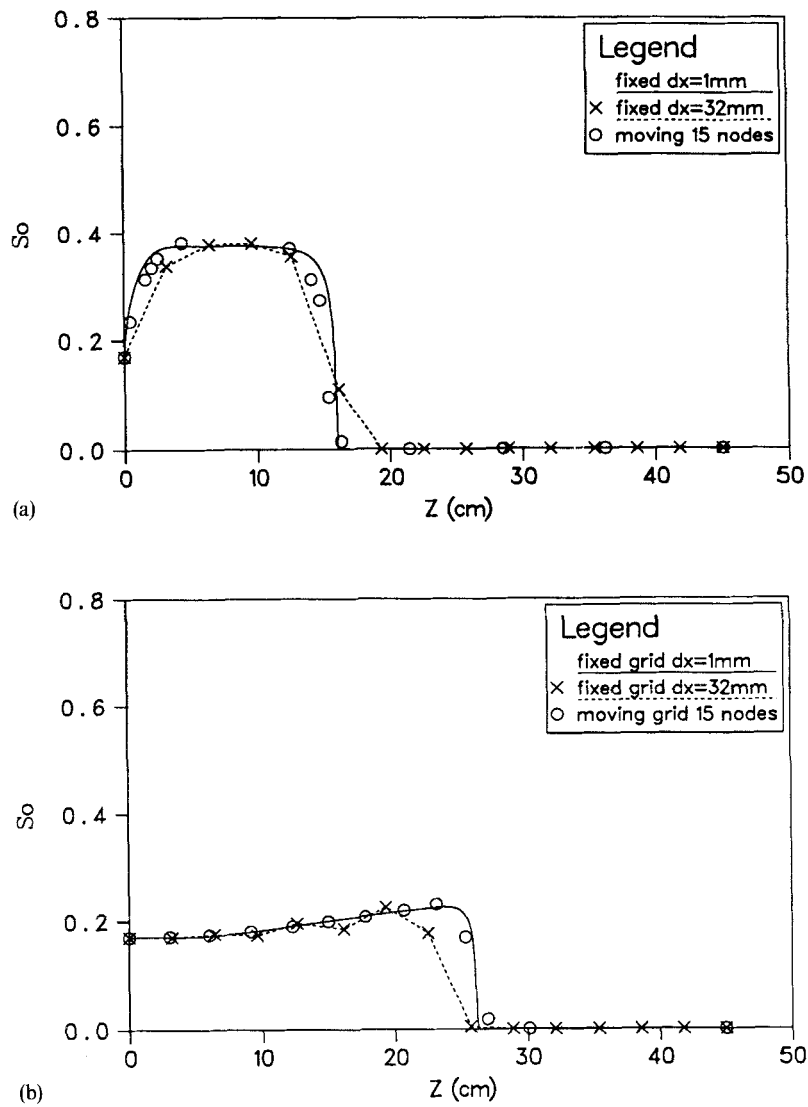 0.8
0.6
0.4
0.2
0.0
So
Legend
fixed dx=1mm
fixed dx=32mm
moving 15 nodes
0 10 20 30 40 50
Z (cm)
(a)
0.8
0.6
0.4
0.2
0.0
So
Legend
fixed grid dx=1mm
fixed grid dx=32mm
moving grid 15 nodes
0 10 20 30 40 50
Z (cm)
(b)